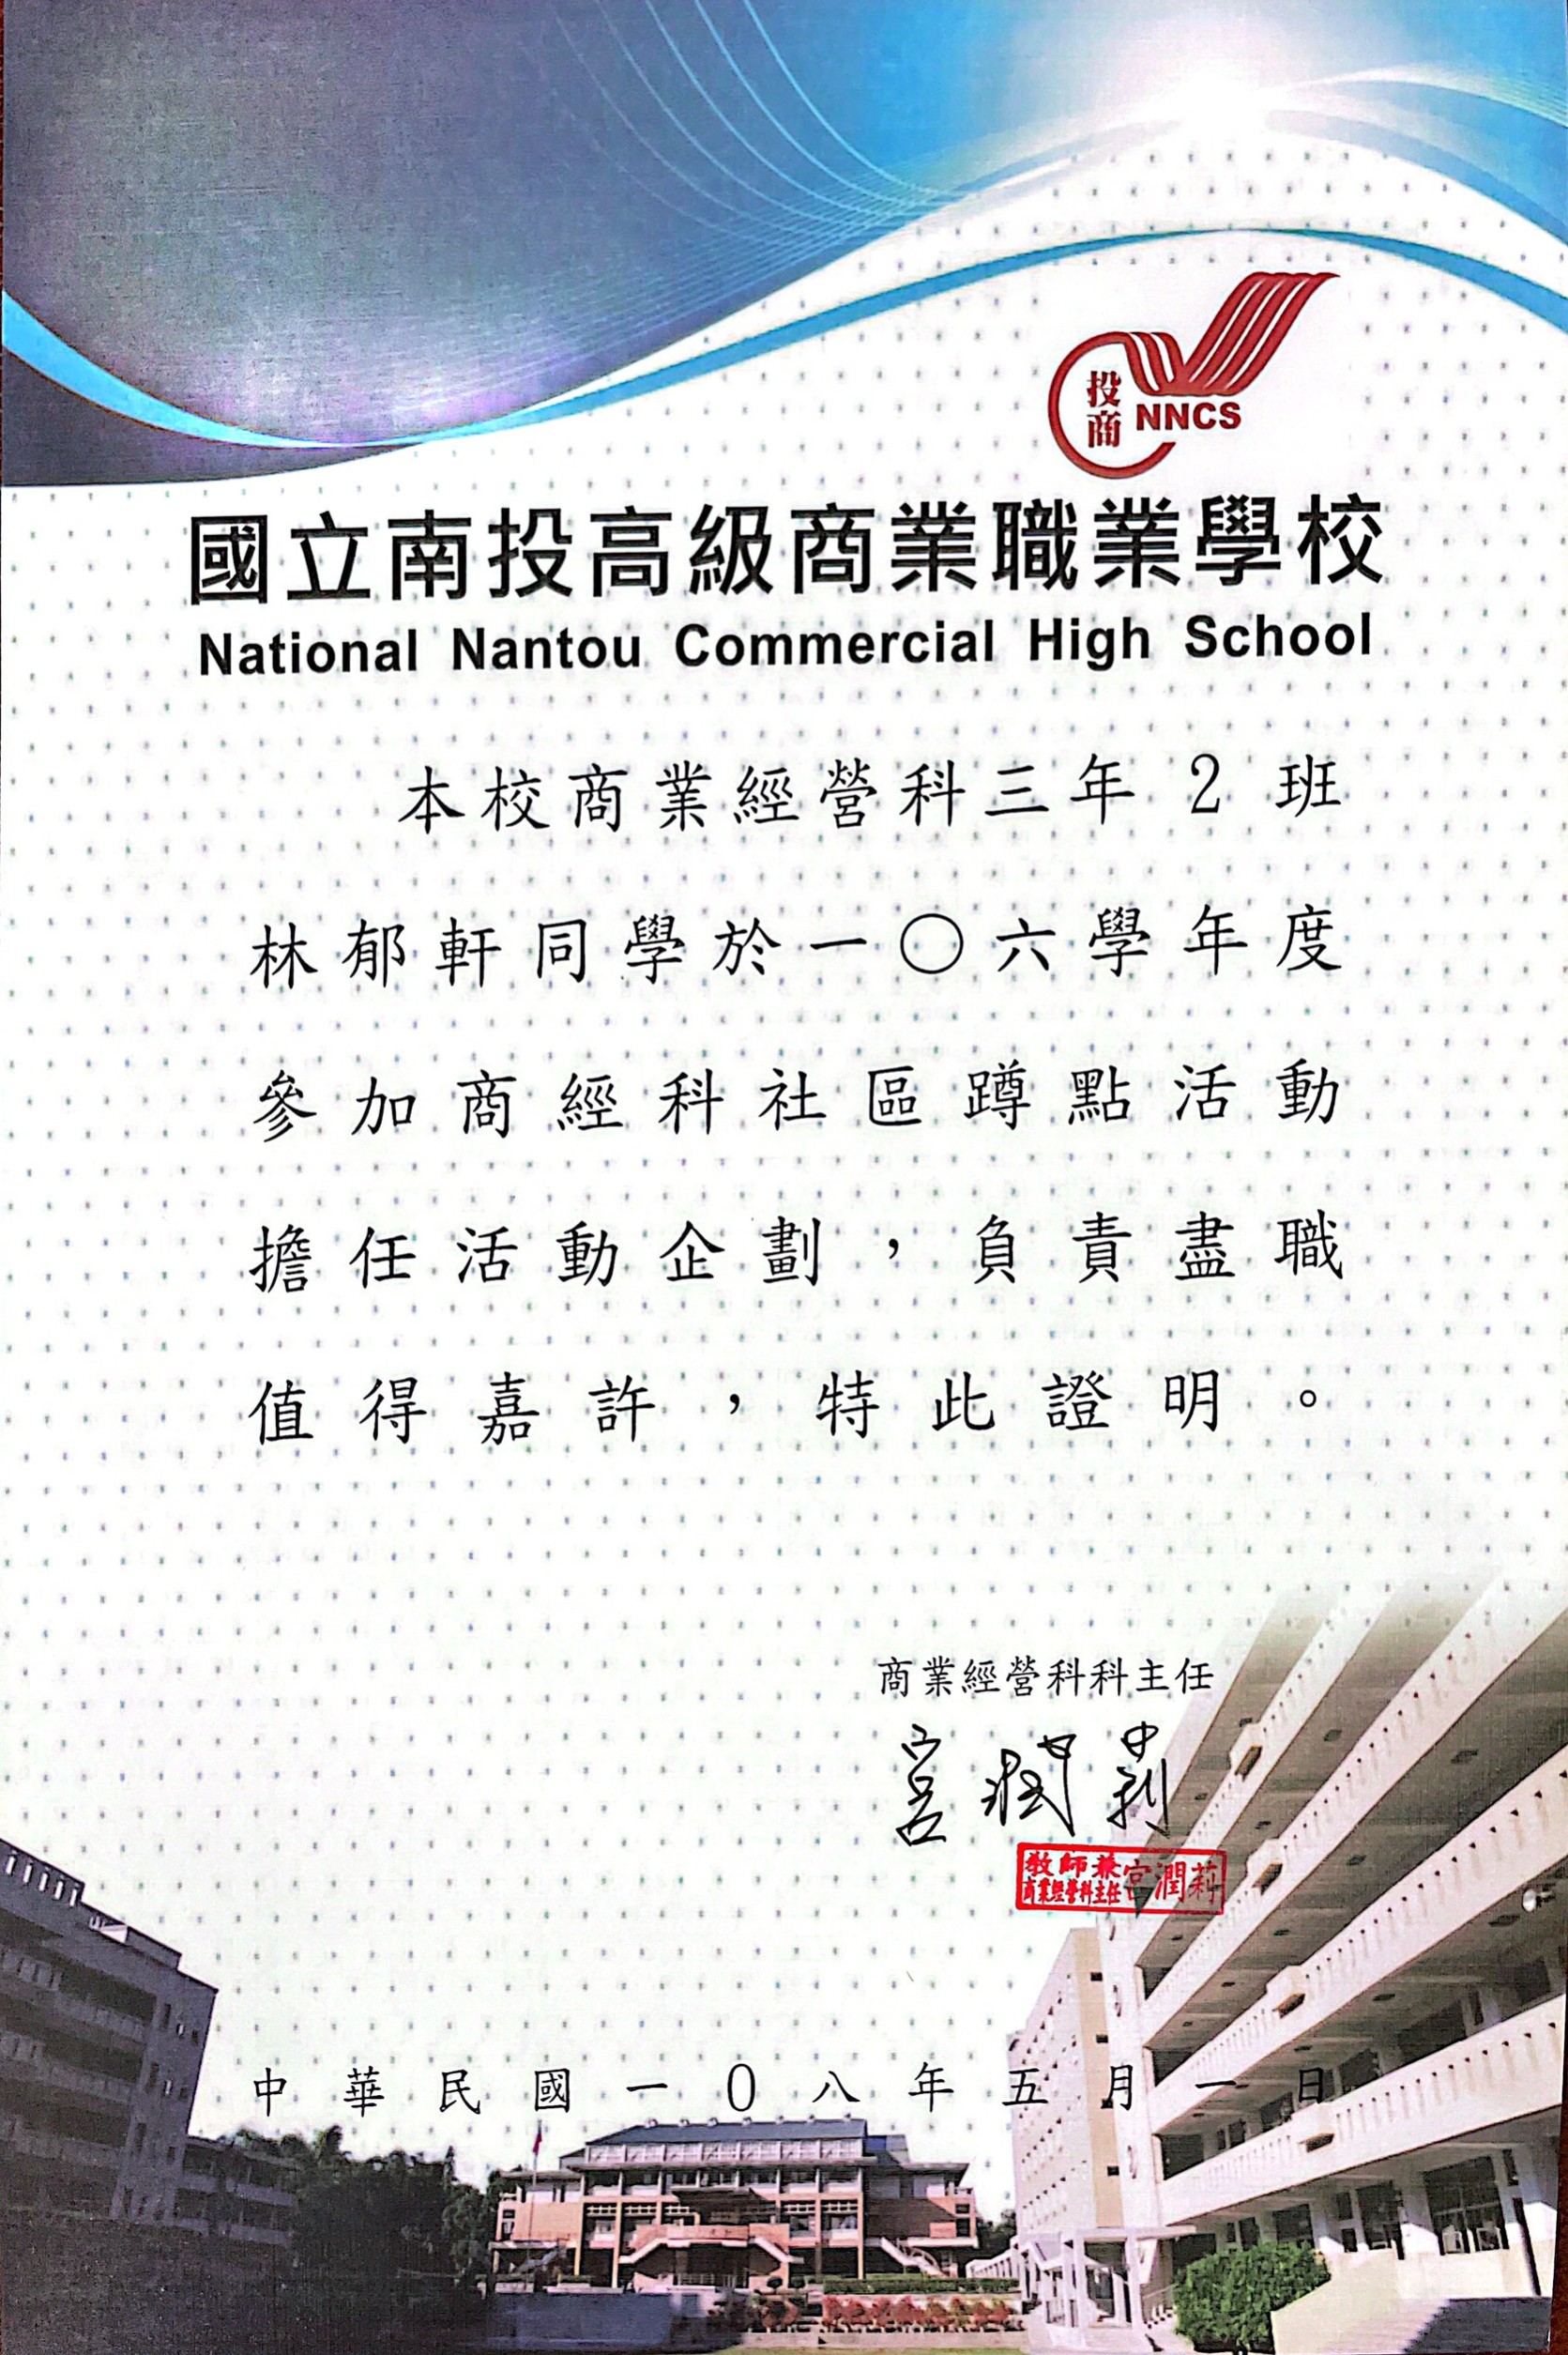 投商
NNCS
國立南投高級商業職業學校
National Nantou Commercial High School
本校商業經營科三年 2 班
林郁軒同學於一〇六學年度
參加商經科社區蹲點活動
擔任活動企劃，負責盡職
值得嘉許，特此證明。
商業經營科科主任
宮潤莉
教師兼
商業經營科主任 宮潤莉
中華民國一0八年五月一日